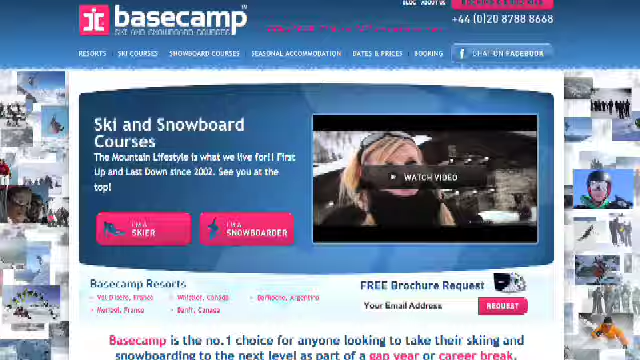 BLOG ABOUT US
basecamp™
SKI AND SNOWBOARD COURSES
+44 (0)20 8788 8668
RESORTS SKI COURSES SNOWBOARD COURSES SEASONAL ACCOMMODATION DATES & PRICES BOOKING
f CHAT ON FACEBOOK
Ski and Snowboard
Courses
The Mountain Lifestyle is what we live for!! First
Up and Last Down since 2002. See you at the
top!
WATCH VIDEO
I'M A SKIER
I'M A SNOWBOARDER
Basecamp Resorts
Val D'Isere, France Whistler, Canada Bariloche, Argentina
Meribel, France Banff, Canada
FREE Brochure Request
Your Email Address REQUEST
Basecamp is the no.1 choice for anyone looking to take their skiing and
snowboarding to the next level as part of a gap year or career break.